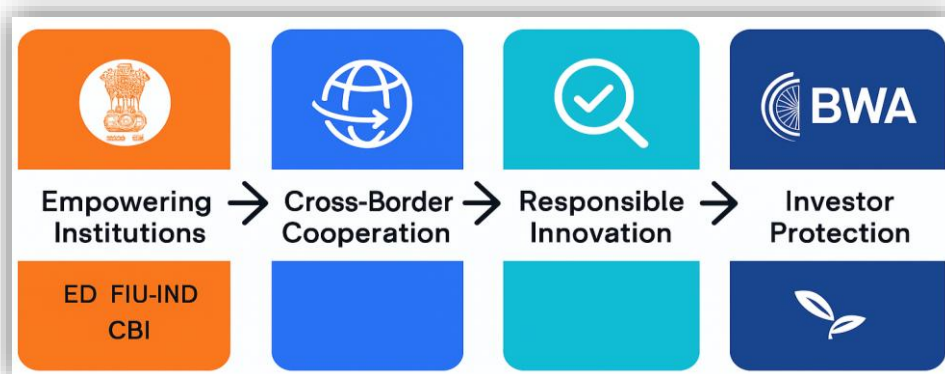 BWA
Empowering
Institutions
Cross-Border
Cooperation
Responsible
Innovation
Investor
Protection
ED FIU-IND
CBI